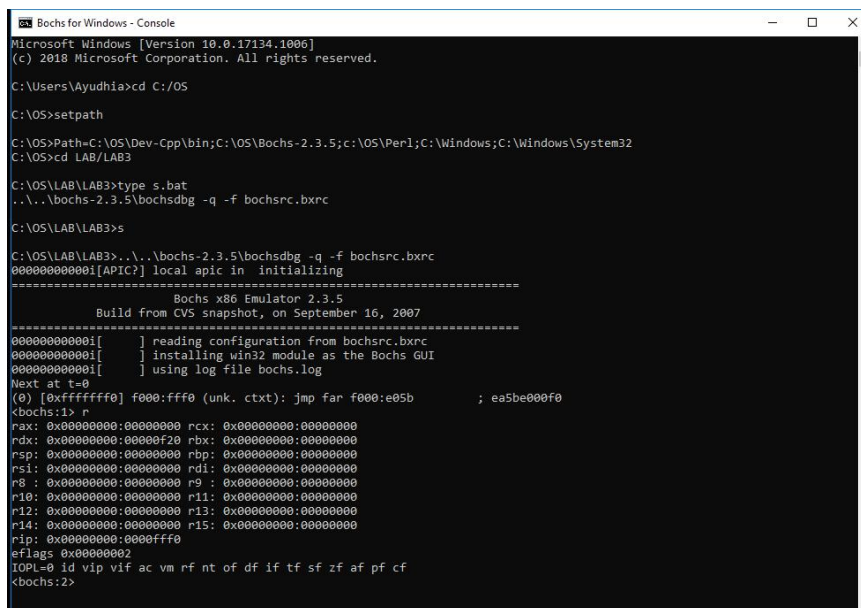 Bochs for Windows - Console
Microsoft Windows [Version 10.0.17134.1006]
(c) 2018 Microsoft Corporation. All rights reserved.
C:\Users\Ayudhia>cd C:/OS
C:\OS>setpath
C:\OS>Path=C:\OS\Dev-Cpp\bin;C:\OS\Bochs-2.3.5;c:\OS\Perl;C:\Windows;C:\Windows\System32
C:\OS>cd LAB/LAB3
C:\OS\LAB\LAB3>type s.bat
..\..\bochs-2.3.5\bochsdbg -q -f bochsrc.bxrc
C:\OS\LAB\LAB3>s
C:\OS\LAB\LAB3>..\..\bochs-2.3.5\bochsdbg -q -f bochsrc.bxrc
00000000000i[APIC?] local apic in  initializing
========================================================================
Bochs x86 Emulator 2.3.5
Build from CVS snapshot, on September 16, 2007
========================================================================
00000000000i[     ] reading configuration from bochsrc.bxrc
00000000000i[     ] installing win32 module as the Bochs GUI
00000000000i[     ] using log file bochs.log
Next at t=0
(0) [0xfffffff0] f000:fff0 (unk. ctxt): jmp far f000:e05b         ; ea5be000f0
<bochs:1> r
rax: 0x00000000:00000000 rcx: 0x00000000:00000000
rdx: 0x00000000:00000f20 rbx: 0x00000000:00000000
rsp: 0x00000000:00000000 rbp: 0x00000000:00000000
rsi: 0x00000000:00000000 rdi: 0x00000000:00000000
r8 : 0x00000000:00000000 r9 : 0x00000000:00000000
r10: 0x00000000:00000000 r11: 0x00000000:00000000
r12: 0x00000000:00000000 r13: 0x00000000:00000000
r14: 0x00000000:00000000 r15: 0x00000000:00000000
rip: 0x00000000:0000fff0
eflags 0x00000002
IOPL=0 id vip vif ac vm rf nt of df if tf sf zf af pf cf
<bochs:2>